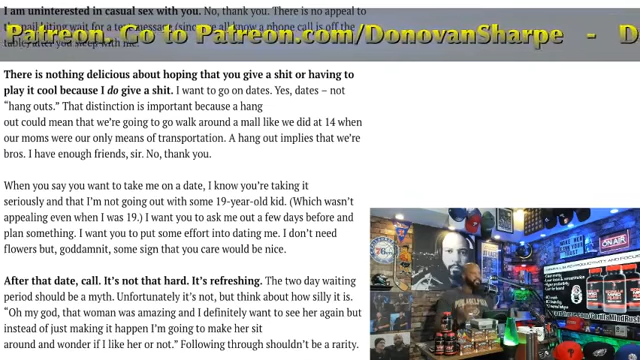 I am uninterested in casual sex with you. No, thank you. There is no appeal to
Patreon. Go to Patreon.com/DonovanSharpe - D
table) after you sleep with me.
There is nothing delicious about hoping that you give a shit or having to
play it cool because I do give a shit. I want to go on dates. Yes, dates – not
“hang outs.” That distinction is important because a hang
out could mean that we’re going to go walk around a mall like we did at 14 when
our moms were our only means of transportation. A hang out implies that we’re
bros. I have enough friends, sir. No, thank you.
When you say you want to take me on a date, I know you’re taking it
seriously and that I’m not going out with some 19-year-old kid. (Which wasn’t
appealing even when I was 19.) I want you to ask me out a few days before and
plan something. I want you to put some effort into dating me. I don’t need
flowers but, goddamnit, some sign that you care would be nice.
After that date, call. It’s not that hard. It’s refreshing. The two day waiting
period should be a myth. Unfortunately it’s not, but think about how silly it is.
“Oh my god, that woman was amazing and I definitely want to see her again but
instead of just making it happen I’m going to make her sit
around and wonder if I like her or not.” Following through shouldn’t be a rarity.
ON AIR
PHILADELPHIA